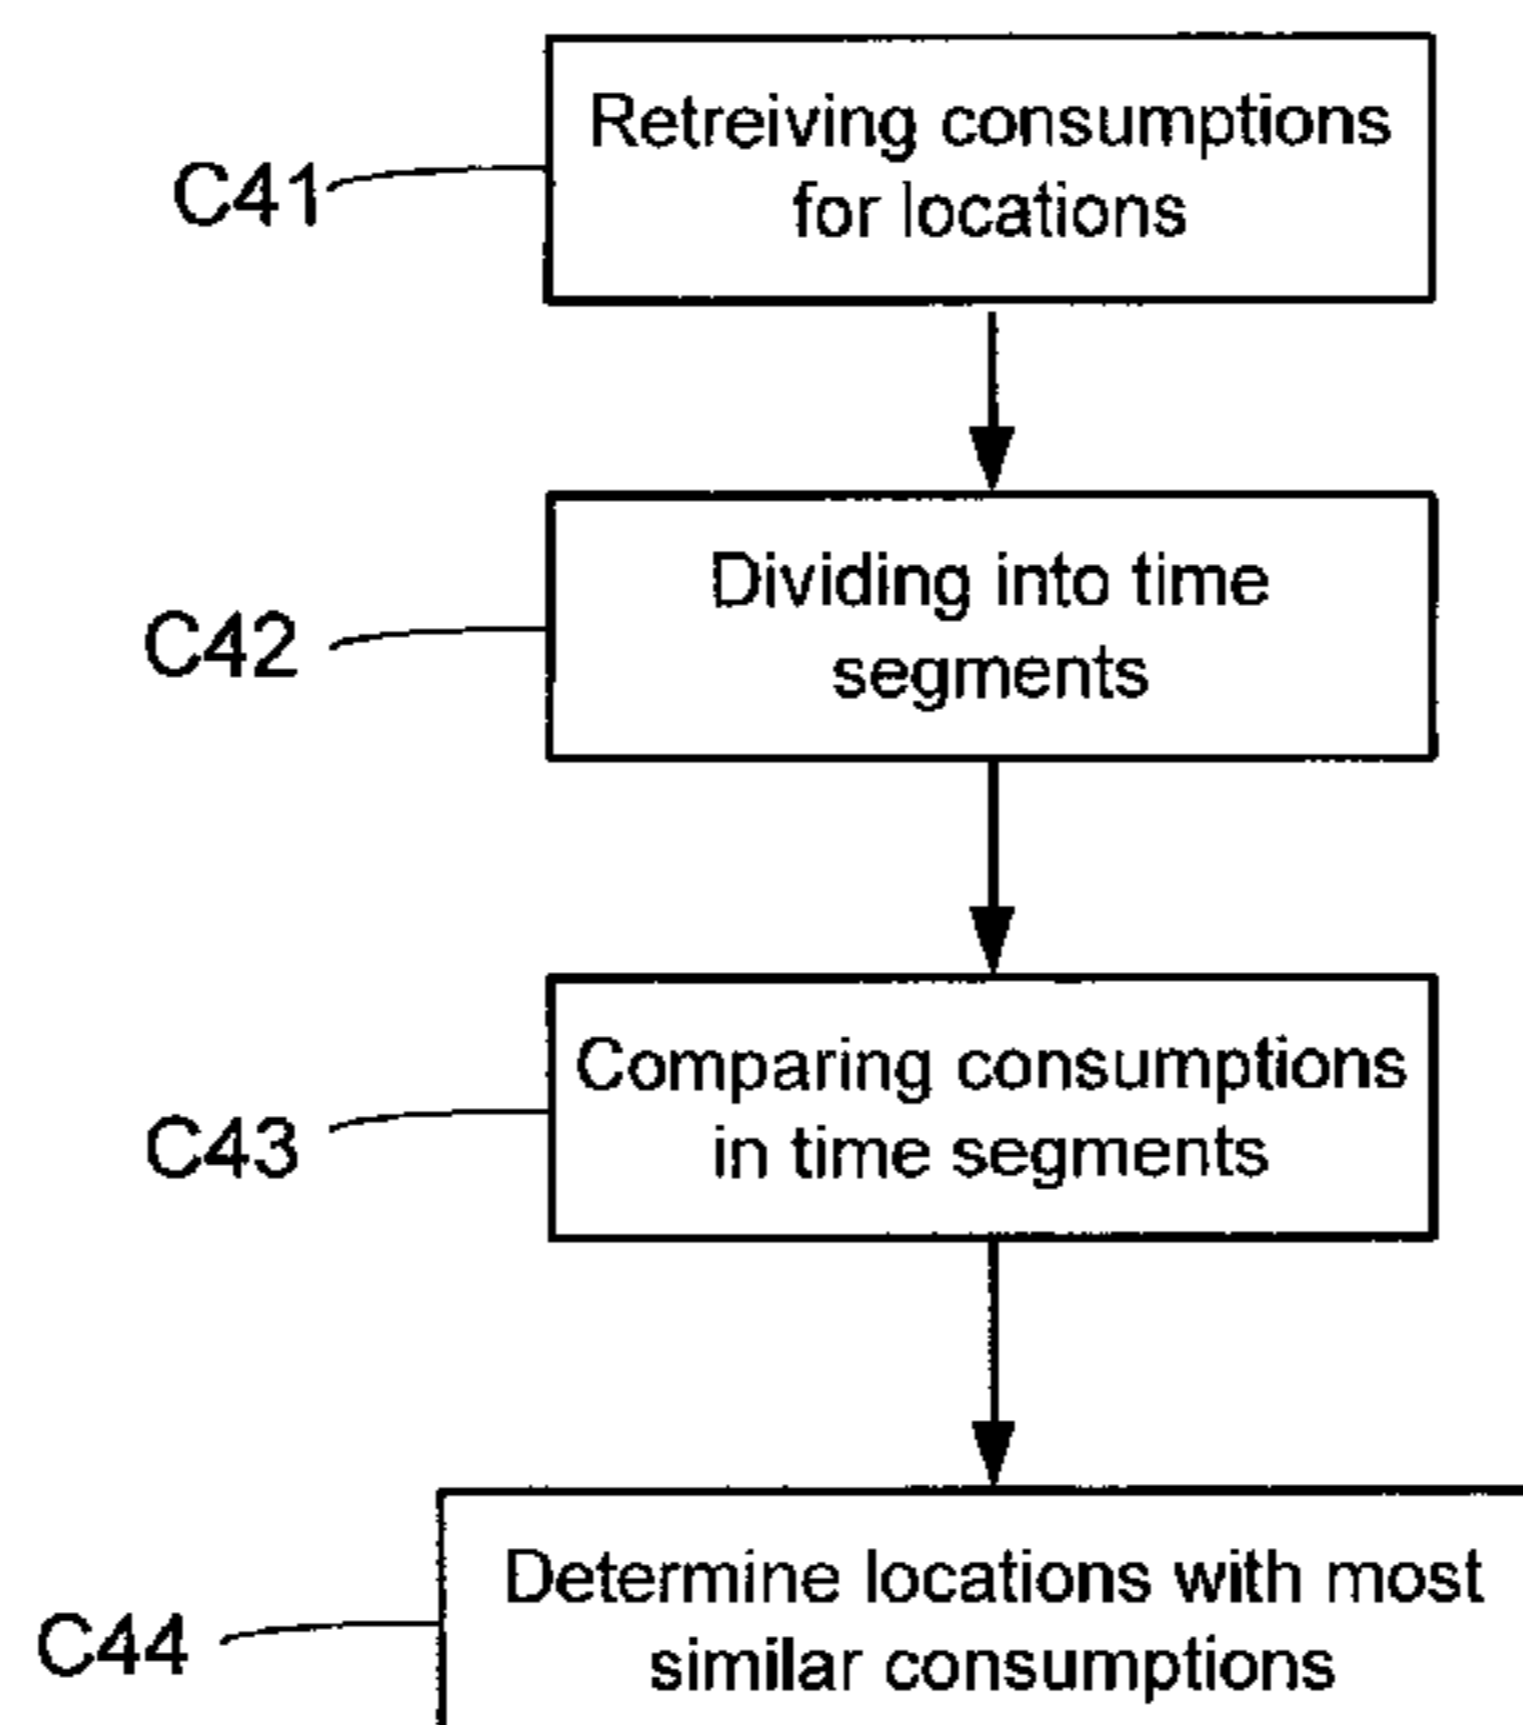 Retreiving consumptions
for locations
C41
Dividing into time
segments
C42
Comparing consumptions
in time segments
C43
Determine locations with most
similar consumptions
C44